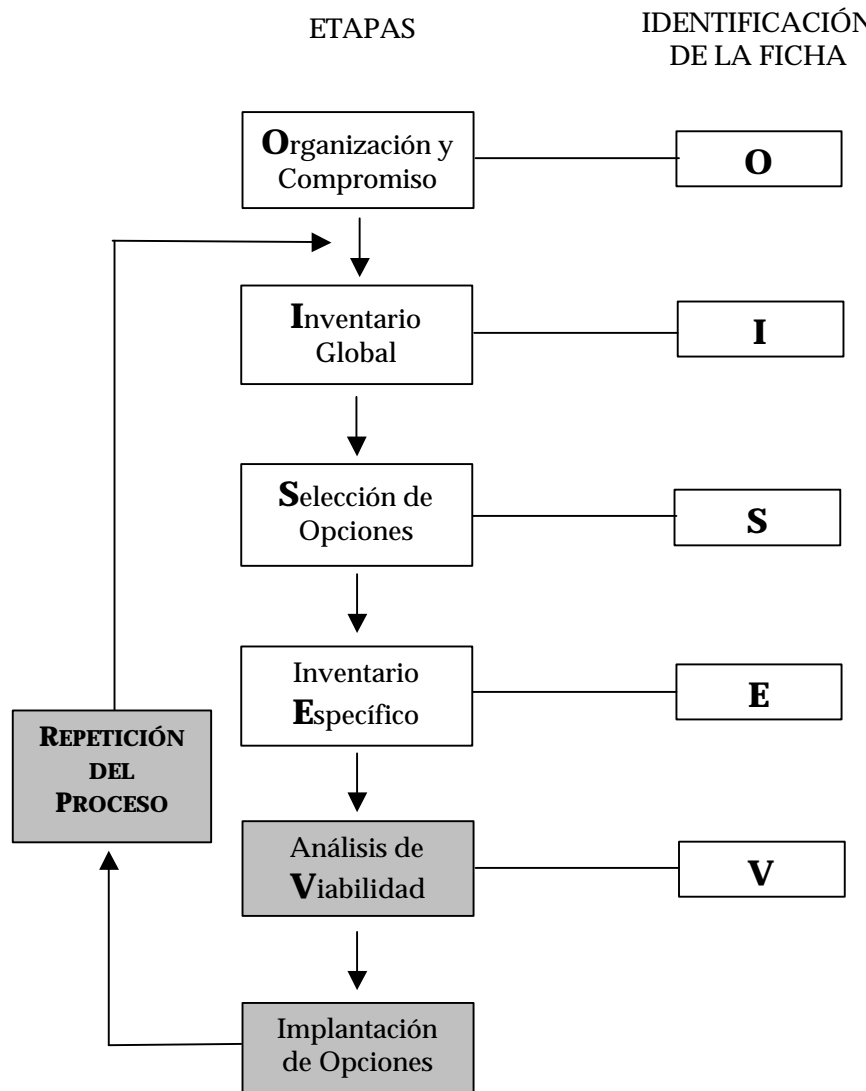 ETAPAS
IDENTIFICACIÓN
DE LA FICHA
Organización y
Compromiso
O
Inventario
Global
I
Selección de
Opciones
S
Inventario
Específico
E
REPETICIÓN
DEL
PROCESO
Análisis de
Viabilidad
V
Implantación
de Opciones